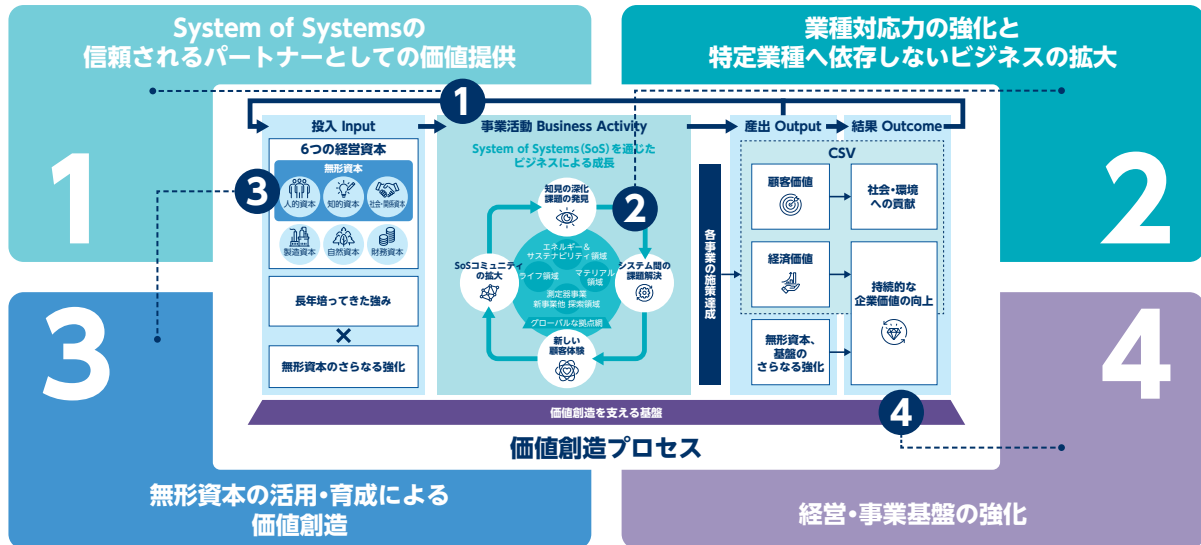 System of Systemsの
信頼されるパートナーとしての価値提供
1
業種対応力の強化と
特定業種へ依存しないビジネスの拡大
2
1
投入 Input
6つの経営資本
無形資本
人的資本
知的資本
社会・関係資本
製造資本
自然資本
財務資本
3
長年培ってきた強み
×
無形資本のさらなる強化
事業活動 Business Activity
System of Systems(SoS)を通じた
ビジネスによる成長
知見の深化
課題の発見
2
エネルギー&
サステナビリティ領域
ライフ領域
マテリアル
領域
測定器事業
新事業他 探索領域
グローバルな拠点網
SoSコミュニティ
の拡大
システム間の
課題解決
新しい
顧客体験
各事業の施策達成
産出 Output
結果 Outcome
CSV
顧客価値
社会・環境
への貢献
経済価値
持続的な
企業価値の向上
無形資本、
基盤の
さらなる強化
価値創造を支える基盤
4
価値創造プロセス
3
無形資本の活用・育成による
価値創造
4
経営・事業基盤の強化